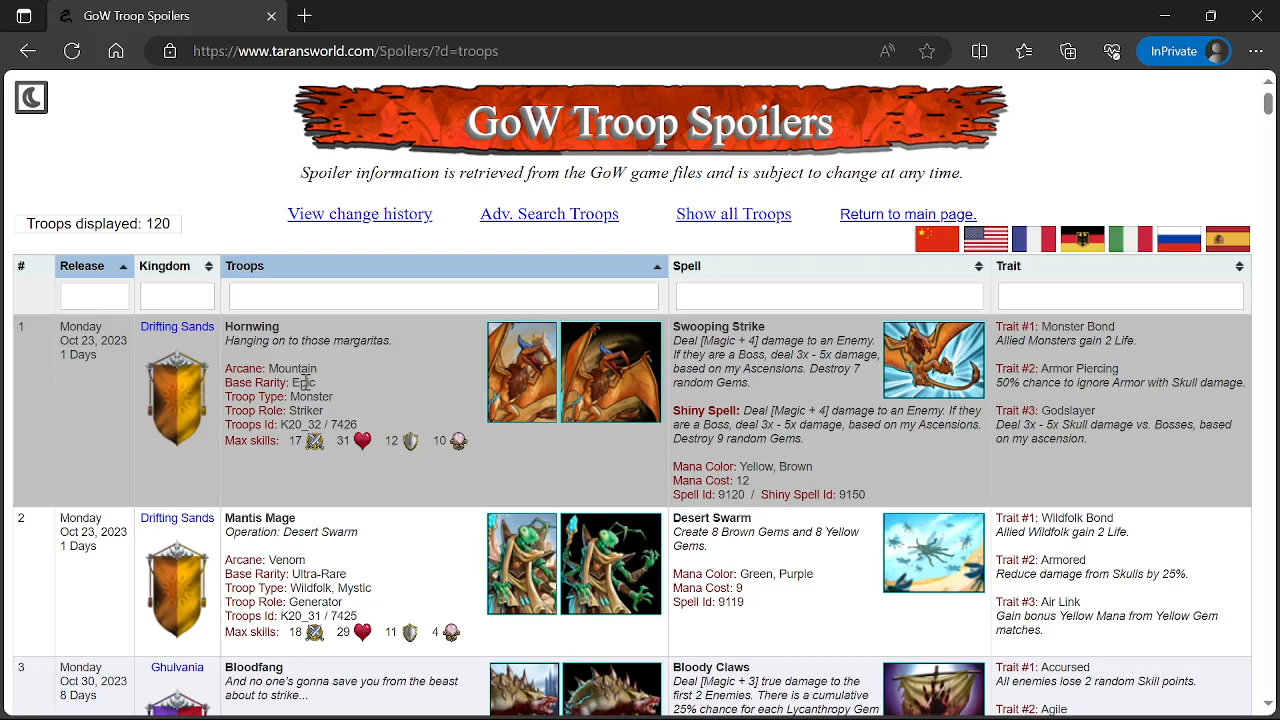 GoW Troop Spoilers
https://www.taransworld.com/Spoilers/?d=troops
InPrivate
GoW Troop Spoilers
Spoiler information is retrieved from the GoW game files and is subject to change at any time.
Troops displayed: 120
View change history
Adv. Search Troops
Show all Troops
Return to main page.
# Release Kingdom Troops Spell Trait
1
Monday
Oct 23, 2023
1 Days
Drifting Sands
Hornwing
Hanging on to those margaritas.
Arcane: Mountain
Base Rarity: Epic
Troop Type: Monster
Troop Role: Striker
Troops Id: K20_32 / 7426
Max skills: 17 31 12 10
Swooping Strike
Deal [Magic + 4] damage to an Enemy.
If they are a Boss, deal 3x - 5x damage,
based on my Ascensions. Destroy 7
random Gems.
Shiny Spell: Deal [Magic + 4] damage to an Enemy. If they
are a Boss, deal 3x - 5x damage, based on my Ascensions.
Destroy 9 random Gems.
Mana Color: Yellow, Brown
Mana Cost: 12
Spell Id: 9120 / Shiny Spell Id: 9150
Trait #1: Monster Bond
Allied Monsters gain 2 Life.
Trait #2: Armor Piercing
50% chance to ignore Armor with Skull damage.
Trait #3: Godslayer
Deal 3x - 5x Skull damage vs. Bosses, based
on my ascension.
2
Monday
Oct 23, 2023
1 Days
Drifting Sands
Mantis Mage
Operation: Desert Swarm
Arcane: Venom
Base Rarity: Ultra-Rare
Troop Type: Wildfolk, Mystic
Troop Role: Generator
Troops Id: K20_31 / 7425
Max skills: 18 29 11 4
Desert Swarm
Create 8 Brown Gems and 8 Yellow
Gems.
Mana Color: Green, Purple
Mana Cost: 9
Spell Id: 9119
Trait #1: Wildfolk Bond
Allied Wildfolk gain 2 Life.
Trait #2: Armored
Reduce damage from Skulls by 25%.
Trait #3: Air Link
Gain bonus Yellow Mana from Yellow Gem
matches.
3
Monday
Oct 30, 2023
8 Days
Ghulvania
Bloodfang
And no one's gonna save you from the beast
about to strike...
Bloody Claws
Deal [Magic + 3] true damage to the
first 2 Enemies. There is a cumulative
25% chance for each Lycanthropy Gem
Trait #1: Accursed
All enemies lose 2 random Skill points.
Trait #2: Agile